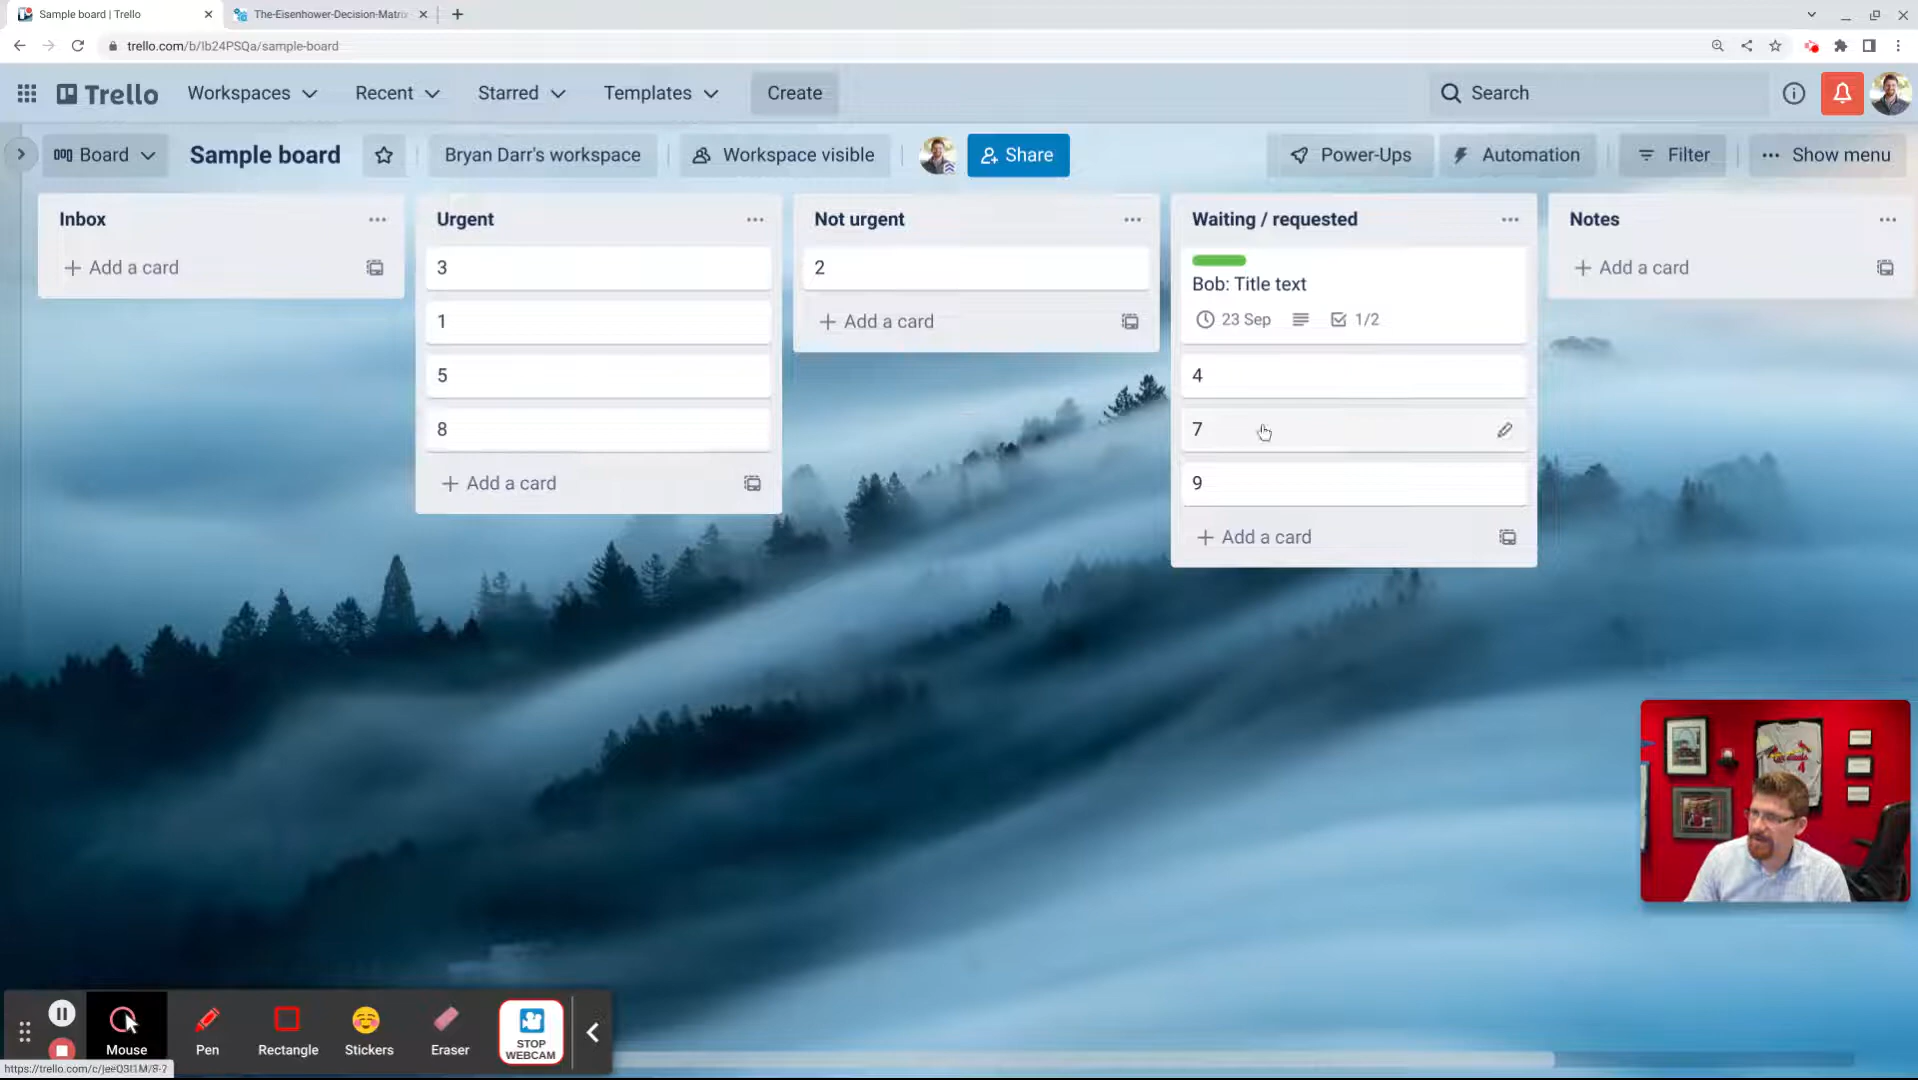 Sample board | Trello
The-Eisenhower-Decision-Matrix
trello.com/b/lb24PSQa/sample-board
Trello
Workspaces
Recent
Starred
Templates
Create
Search
Board
Sample board
Bryan Darr's workspace
Workspace visible
Share
Power-Ups
Automation
Filter
Show menu
Inbox
Add a card
Urgent
3
1
5
8
Add a card
Not urgent
2
Add a card
Waiting / requested
Bob: Title text
23 Sep
1/2
4
7
9
Add a card
Notes
Add a card
4
Mouse
Pen
Rectangle
Stickers
Eraser
STOP
WEBCAM